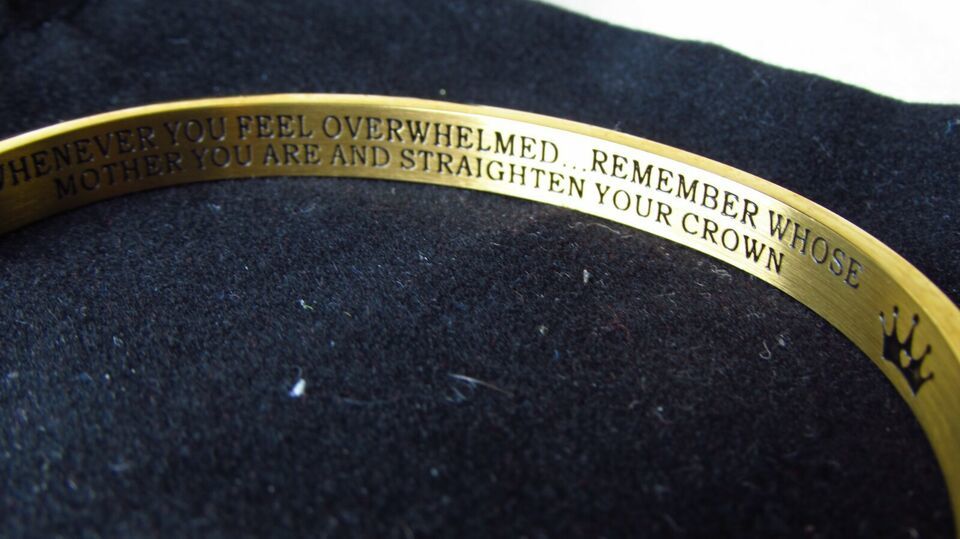 WHENEVER YOU FEEL OVERWHELMED...REMEMBER WHOSE
MOTHER YOU ARE AND STRAIGHTEN YOUR CROWN